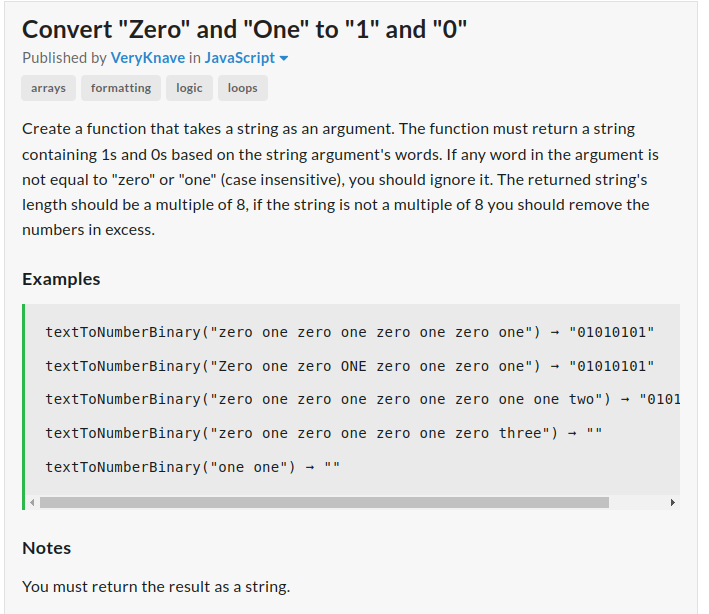 Convert "Zero" and "One" to "1" and "0"
Published by VeryKnave in JavaScript
arrays formatting logic loops
Create a function that takes a string as an argument. The function must return a string
containing 1s and 0s based on the string argument's words. If any word in the argument is
not equal to "zero" or "one" (case insensitive), you should ignore it. The returned string's
length should be a multiple of 8, if the string is not a multiple of 8 you should remove the
numbers in excess.
Examples
textToNumberBinary("zero one zero one zero one zero one") → "01010101"
textToNumberBinary("Zero one zero ONE zero one zero one") → "01010101"
textToNumberBinary("zero one zero one zero one zero one one two") → "0101
textToNumberBinary("zero one zero one zero one zero three") → ""
textToNumberBinary("one one") → ""
Notes
You must return the result as a string.